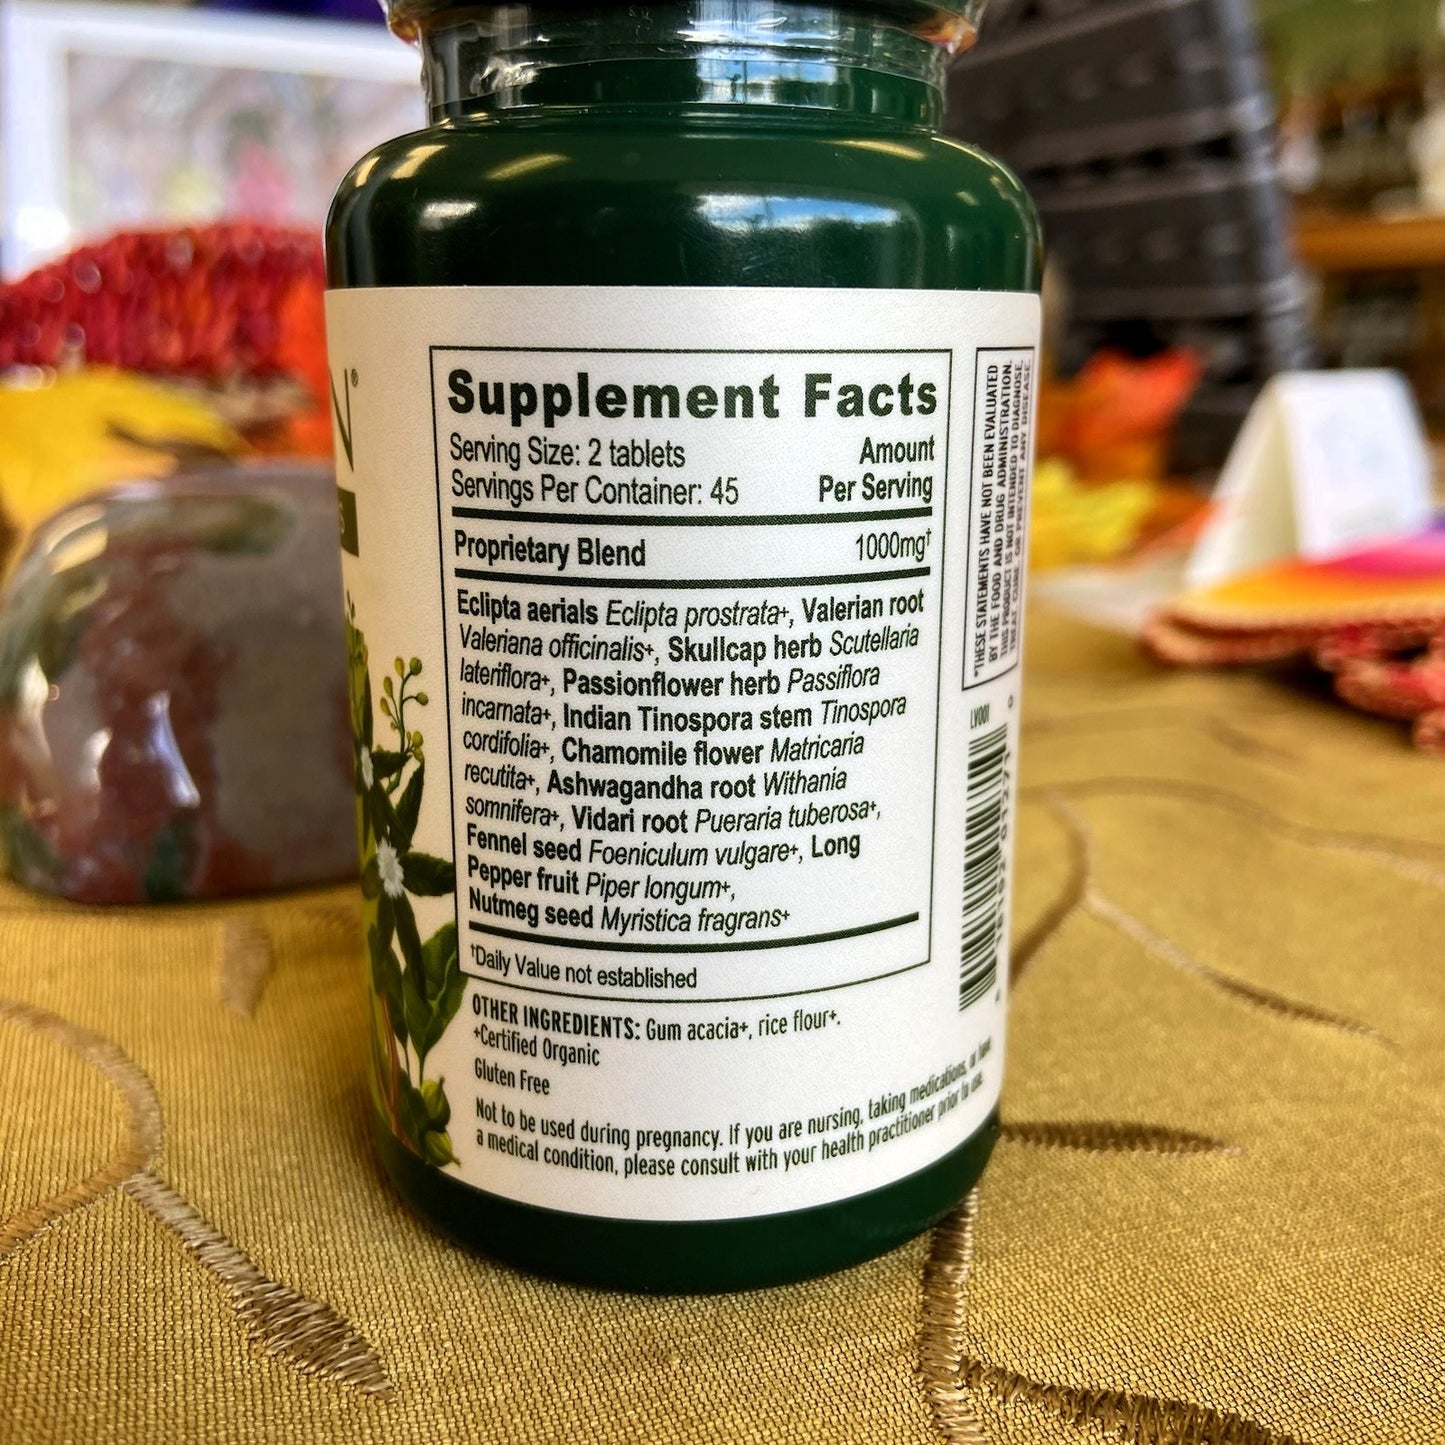 N®
Supplement Facts
Serving Size: 2 tablets
Servings Per Container: 45
Amount
Per Serving
Proprietary Blend 1000mg†
Eclipta aerials Eclipta prostrata+, Valerian root
Valeriana officinalis+, Skullcap herb Scutellaria
lateriflora+, Passionflower herb Passiflora
incarnata+, Indian Tinospora stem Tinospora
cordifolia+, Chamomile flower Matricaria
recutita+, Ashwagandha root Withania
somnifera+, Vidari root Pueraria tuberosa+,
Fennel seed Foeniculum vulgare+, Long
Pepper fruit Piper longum+,
Nutmeg seed Myristica fragrans+
†Daily Value not established
OTHER INGREDIENTS: Gum acacia+, rice flour+.
+Certified Organic
Gluten Free
Not to be used during pregnancy. If you are nursing, taking medications, or have
a medical condition, please consult with your health practitioner prior to use.
*THESE STATEMENTS HAVE NOT BEEN EVALUATED
BY THE FOOD AND DRUG ADMINISTRATION.
THIS PRODUCT IS NOT INTENDED TO DIAGNOSE,
TREAT, CURE, OR PREVENT ANY DISEASE.
LV001